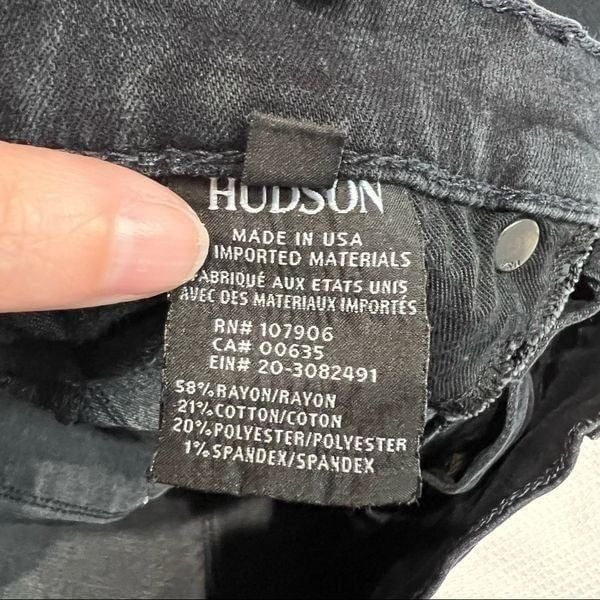 HUDSON
MADE IN USA
IMPORTED MATERIALS
FABRIQUÉ AUX ETATS UNIS
AVEC DES MATERIAUX IMPORTÉS
RN# 107906
CA# 00635
EIN# 20-3082491
58% RAYON/RAYON
21% COTTON/COTON
20% POLYESTER/POLYESTER
1% SPANDEX/SPANDEX